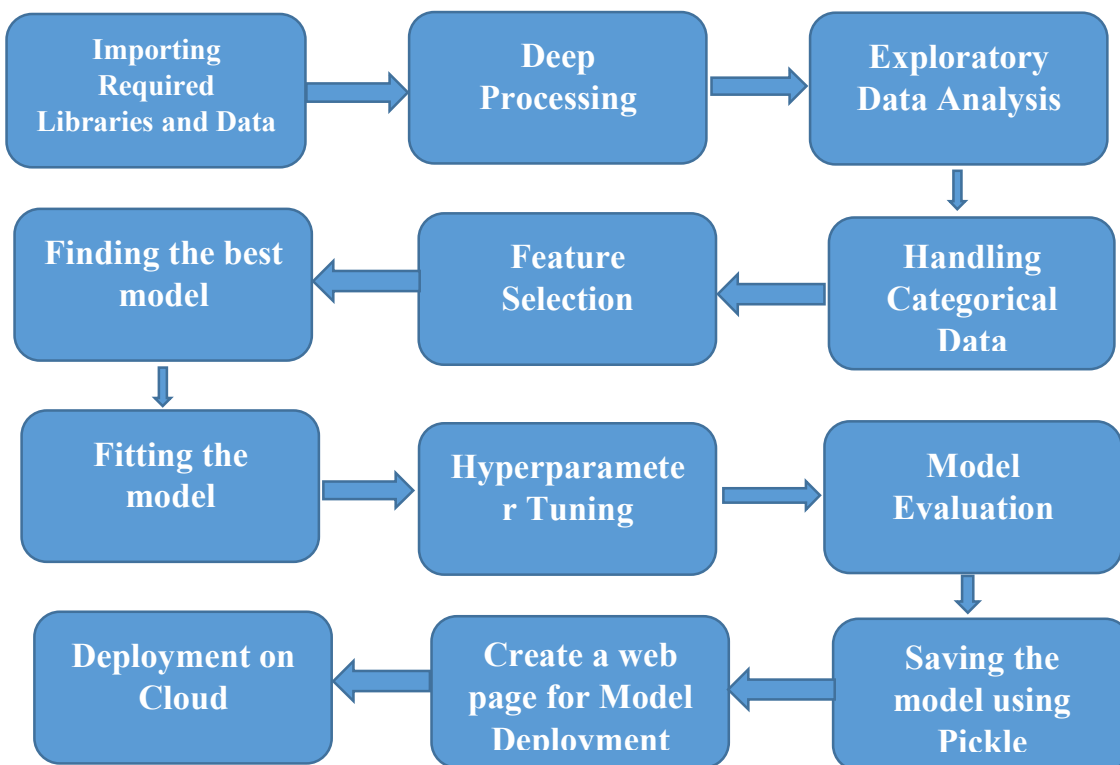 Importing
Required
Libraries and Data
Deep
Processing
Exploratory
Data Analysis
Handling
Categorical
Data
Feature
Selection
Finding the best
model
Fitting the
model
Hyperparamete
r Tuning
Model
Evaluation
Saving the
model using
Pickle
Create a web
page for Model
Deployment
Deployment on
Cloud